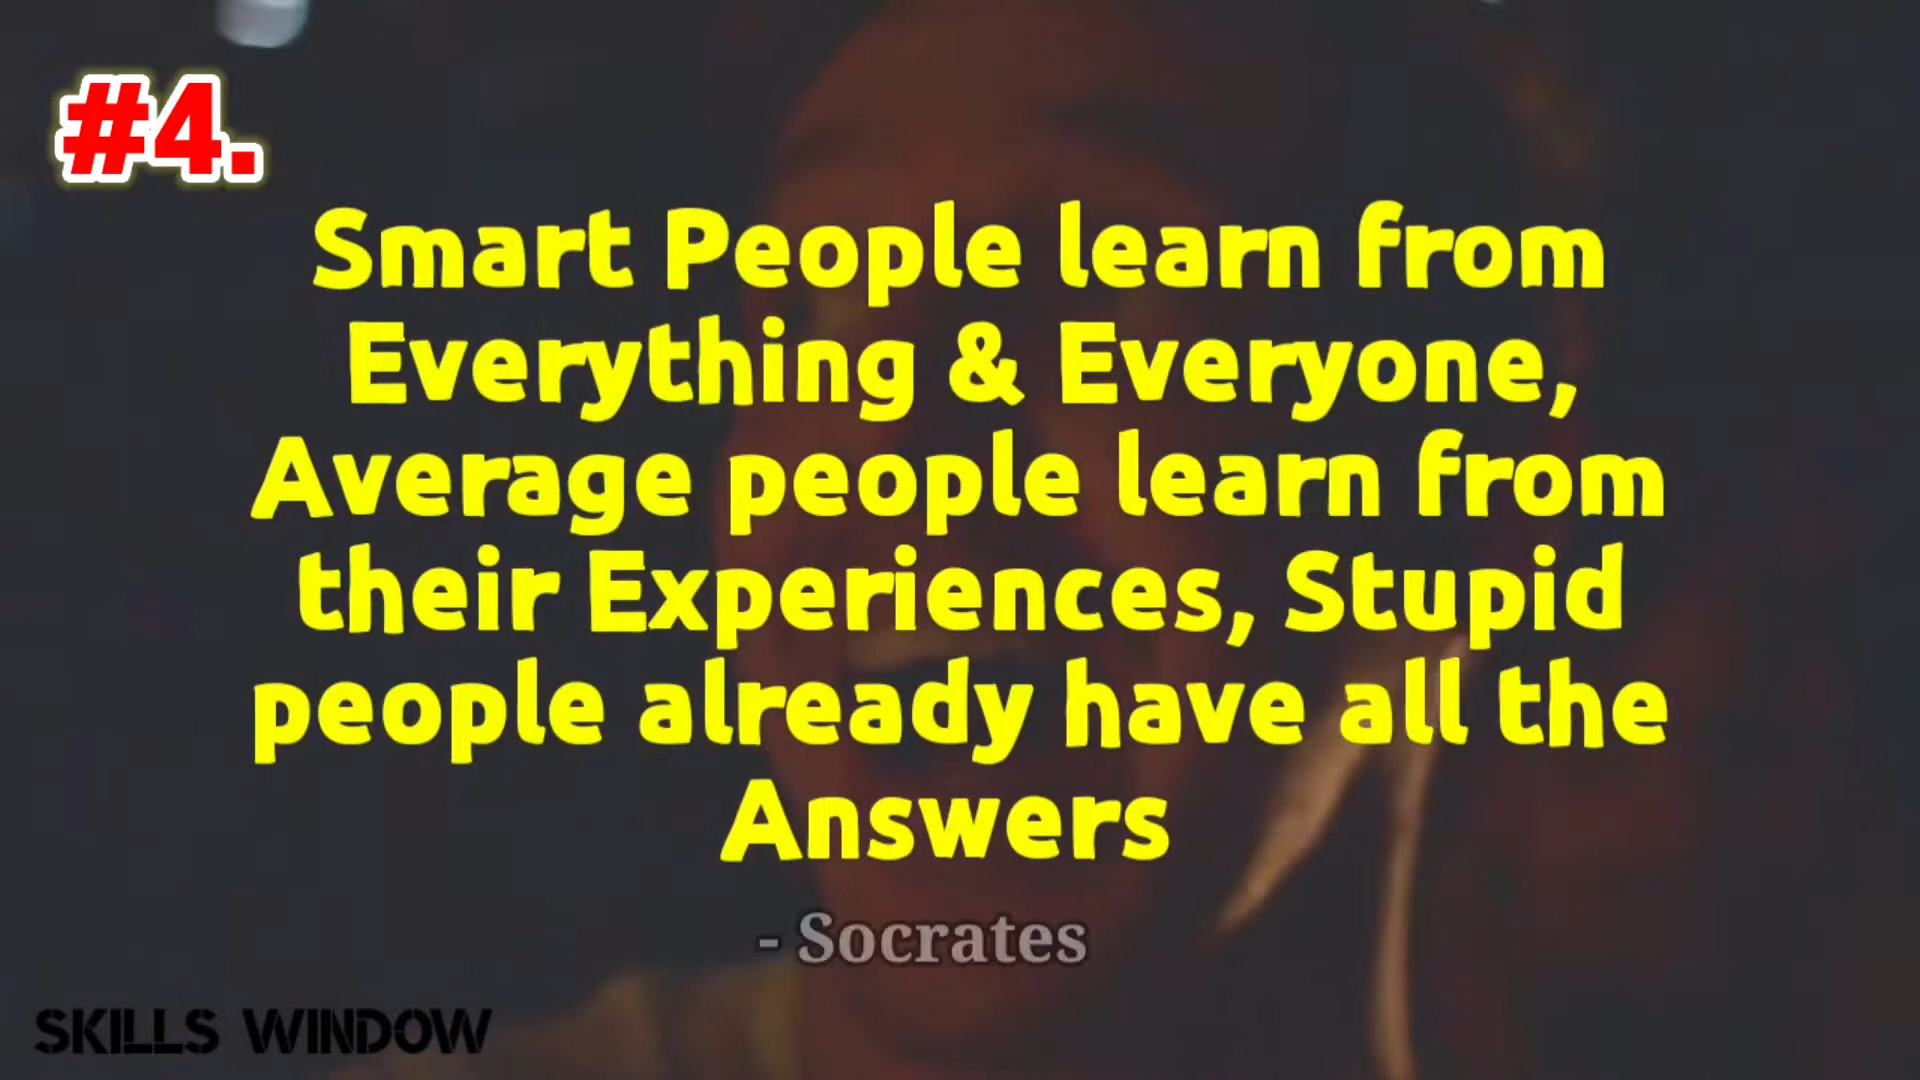 #4.
Smart People learn from
Everything & Everyone,
Average people learn from
their Experiences, Stupid
people already have all the
Answers
- Socrates
SKILLS WINDOW